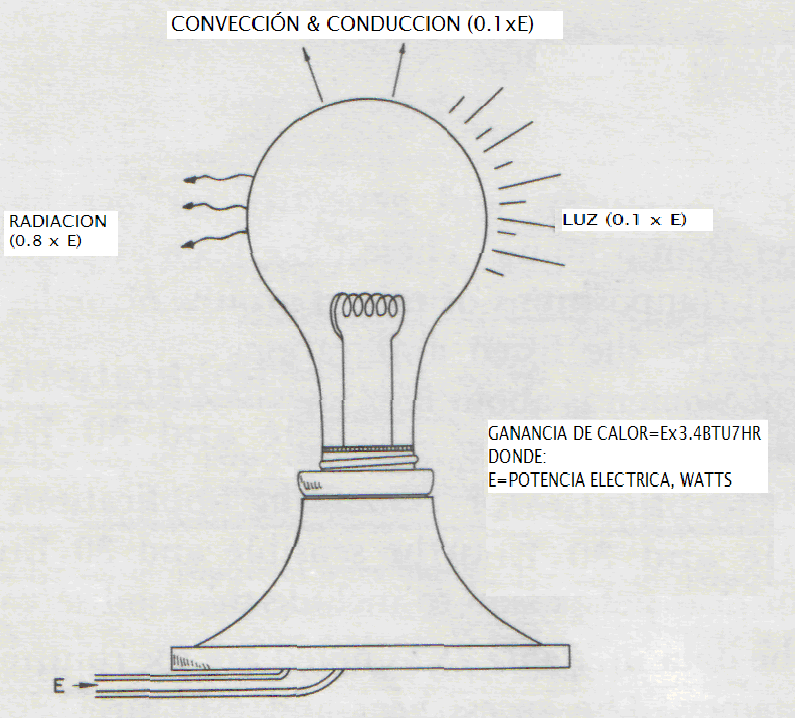 CONVECCIÓN & CONDUCCION (0.1xE)
RADIACION
(0.8 x E)
LUZ (0.1 x E)
GANANCIA DE CALOR=Ex3.4BTU7HR
DONDE:
E=POTENCIA ELECTRICA, WATTS
E